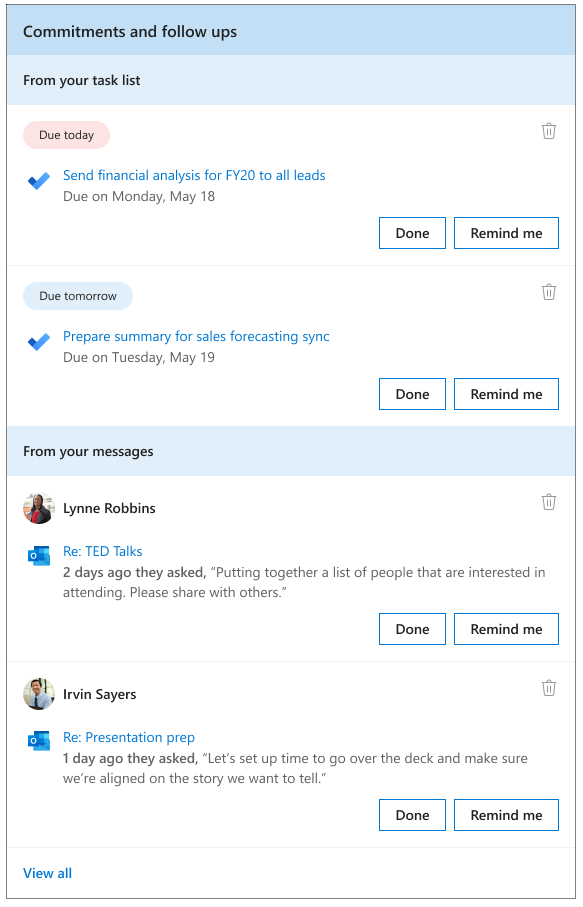 Commitments and follow ups
From your task list
Due today
Send financial analysis for FY20 to all leads
Due on Monday, May 18
Done
Remind me
Due tomorrow
Prepare summary for sales forecasting sync
Due on Tuesday, May 19
Done
Remind me
From your messages
Lynne Robbins
Re: TED Talks
2 days ago they asked, “Putting together a list of people that are interested in
attending. Please share with others.”
Done
Remind me
Irvin Sayers
Re: Presentation prep
1 day ago they asked, “Let’s set up time to go over the deck and make sure
we’re aligned on the story we want to tell.”
Done
Remind me
View all